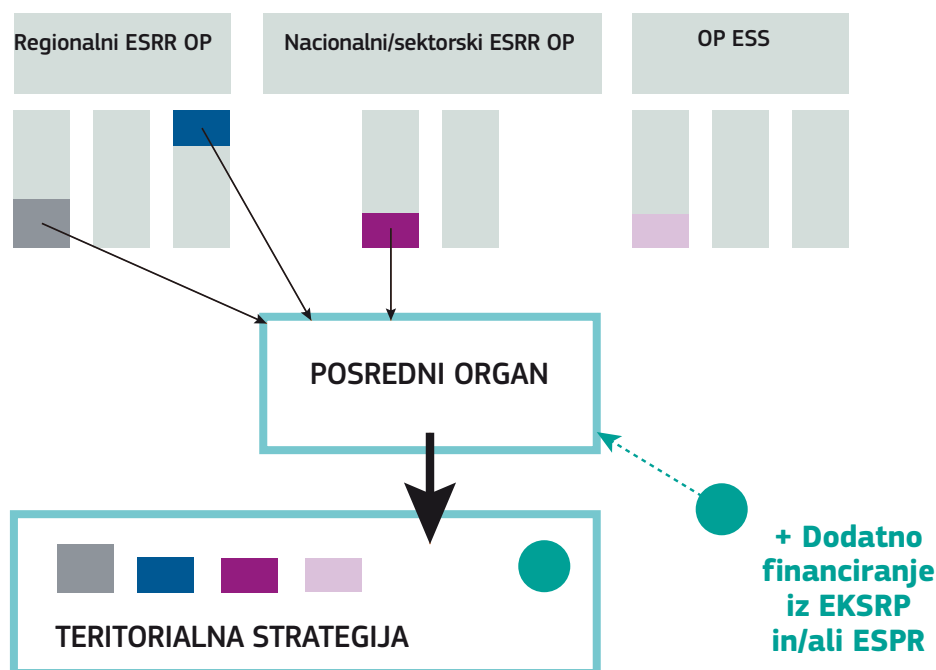 Regionalni ESRR OP
Nacionalni/sektorski ESRR OP
OP ESS
POSREDNI ORGAN
+ Dodatno
financiranje
iz EKSRP
in/ali ESPR
TERITORIALNA STRATEGIJA